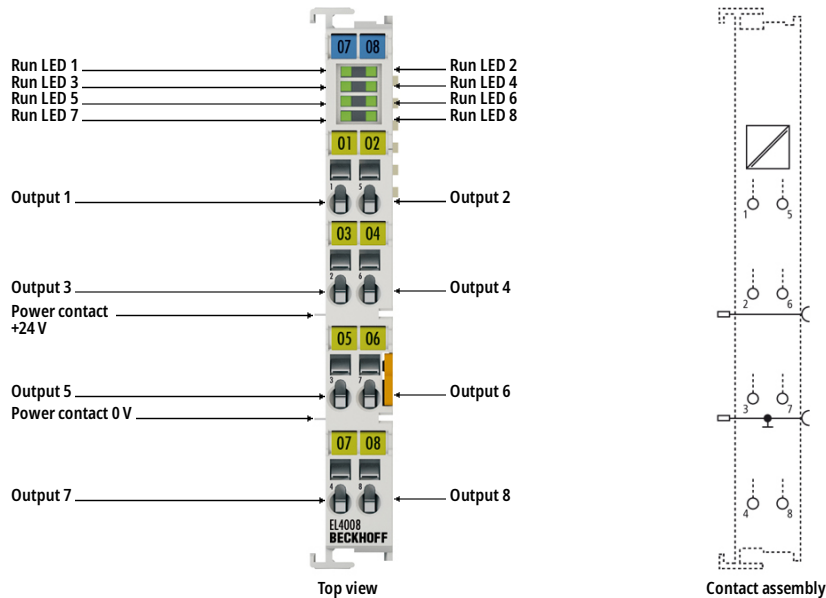 07 08
Run LED 1
Run LED 2
Run LED 3
Run LED 4
Run LED 5
Run LED 6
Run LED 7
Run LED 8
01 02
1 5
1 5
Output 1
Output 2
03 04
2 6
2 6
Output 3
Output 4
Power contact
+24 V
05 06
3 7
3 7
Output 5
Output 6
Power contact 0 V
07 08
4 8
4 8
Output 7
Output 8
EL4008
BECKHOFF
Top view
Contact assembly